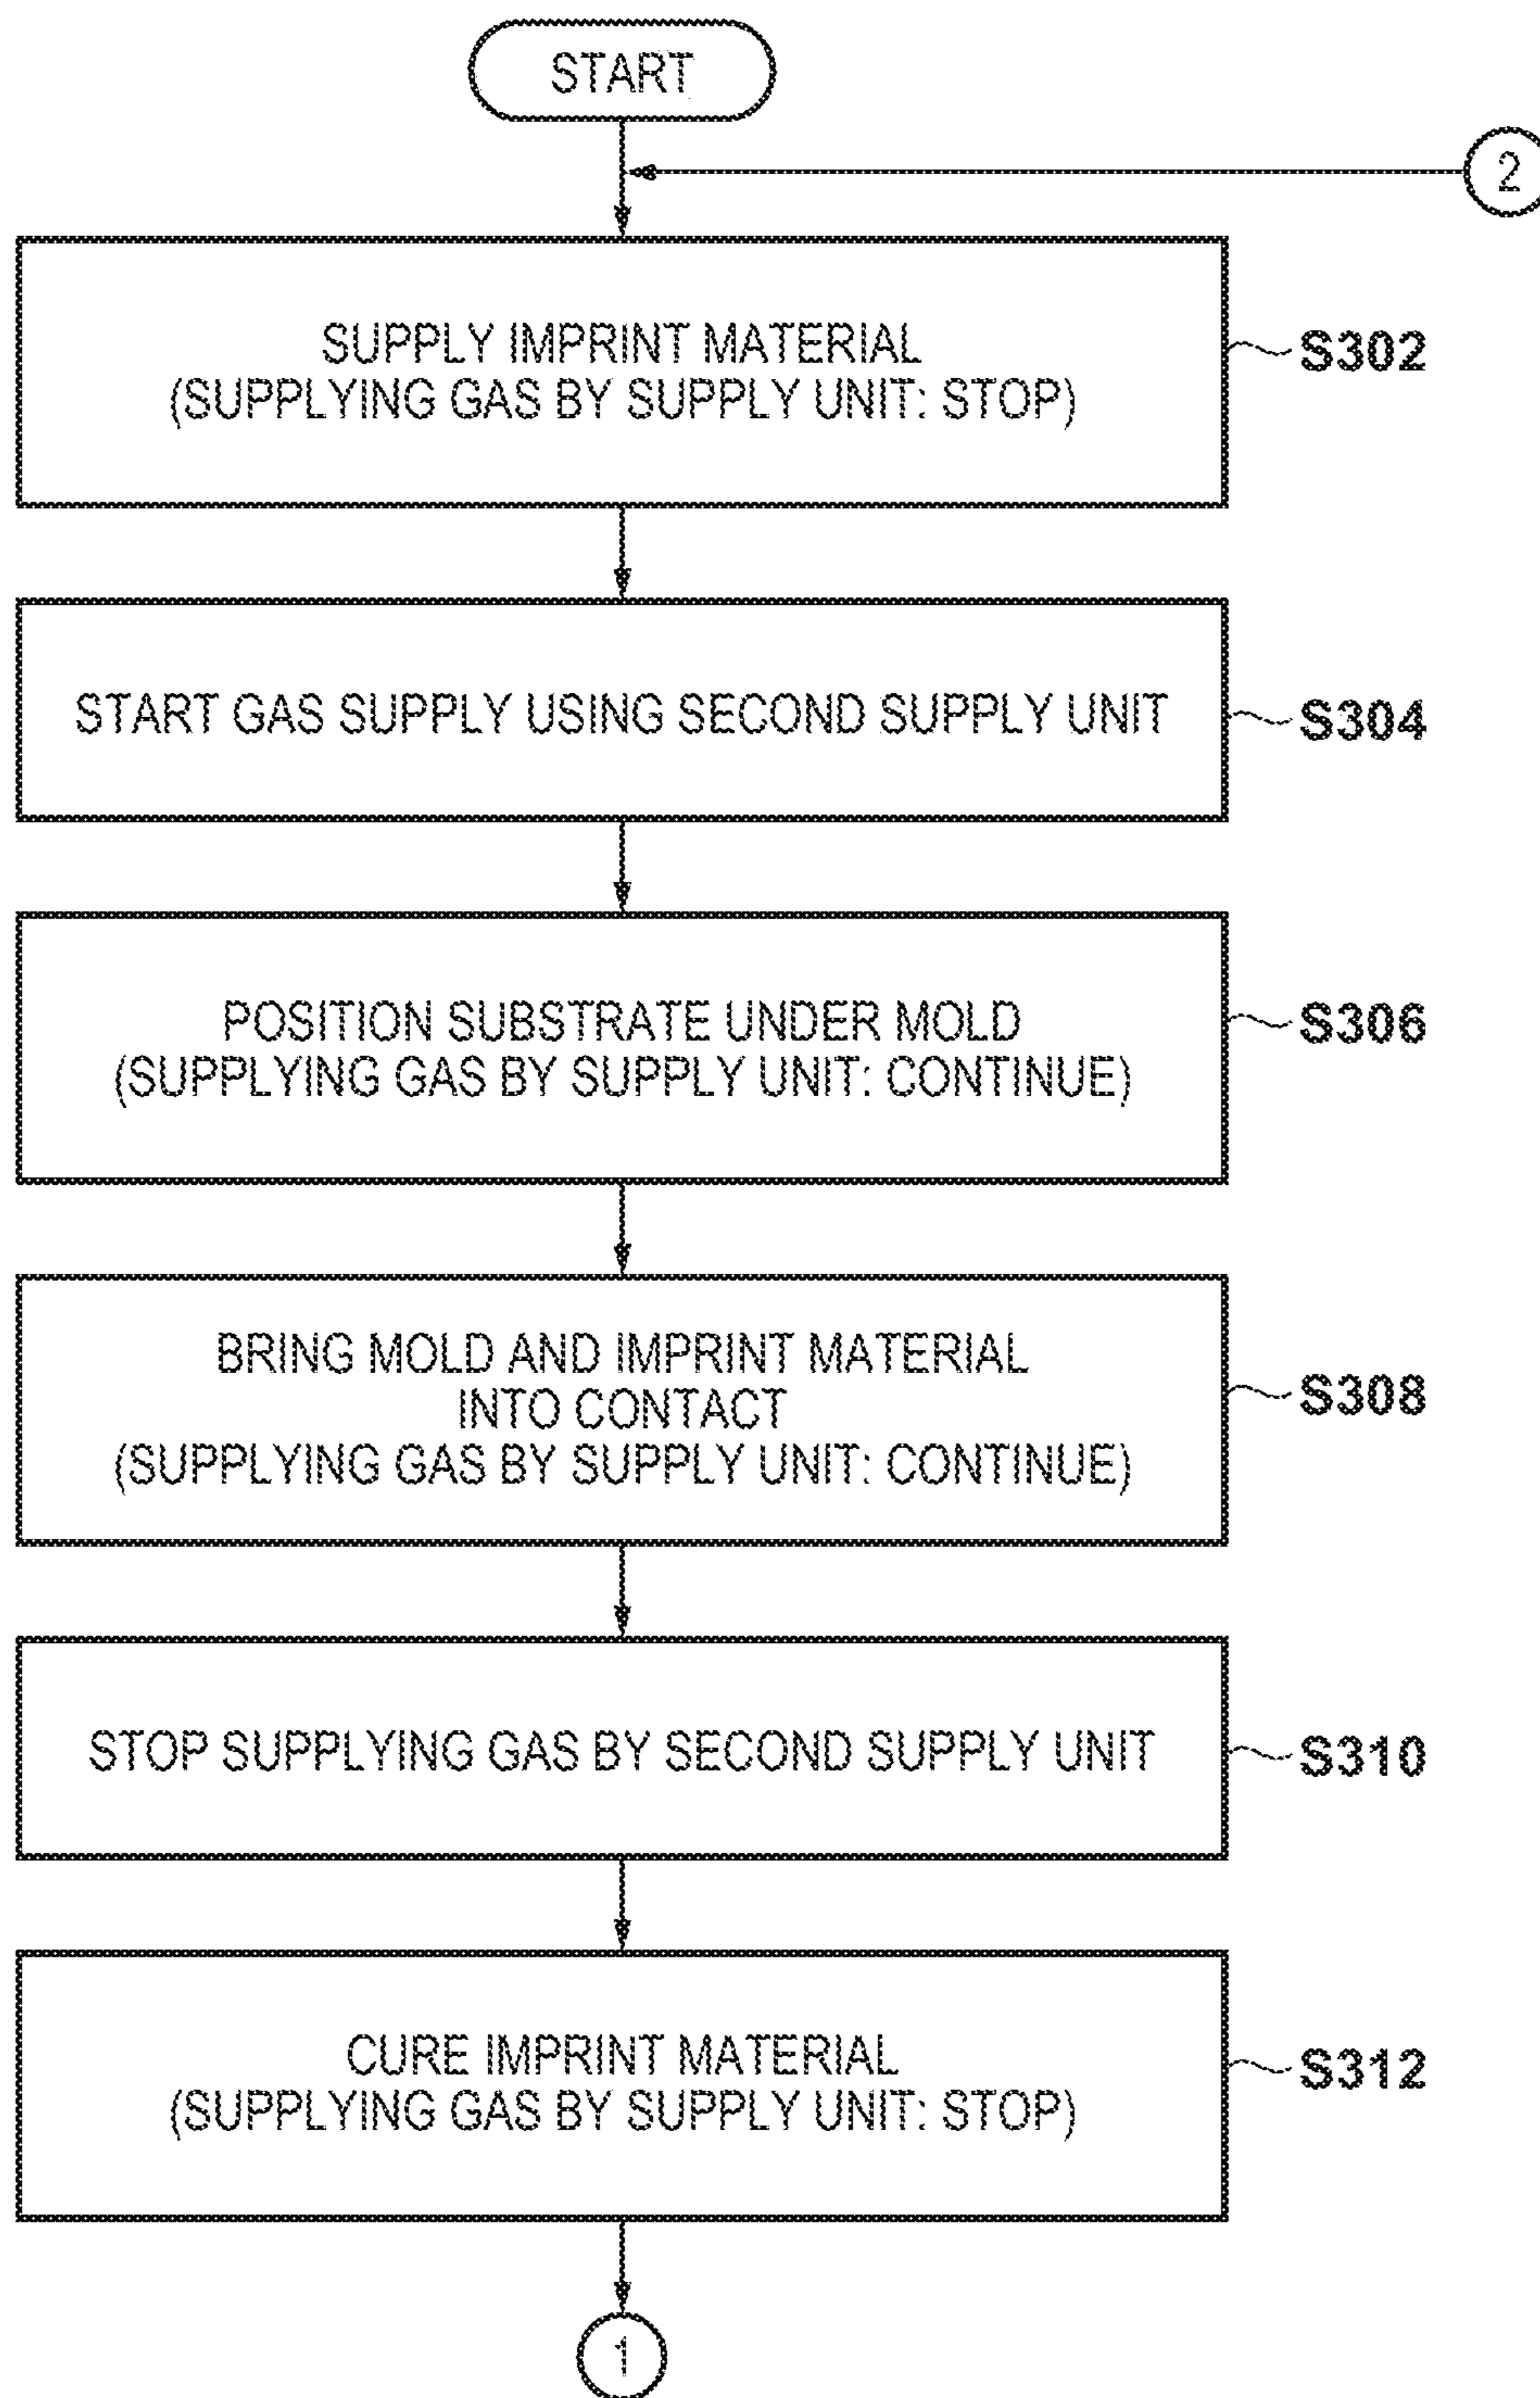 START
2
SUPPLY IMPRINT MATERIAL
(SUPPLYING GAS BY SUPPLY UNIT: STOP)
S302
START GAS SUPPLY USING SECOND SUPPLY UNIT
S304
POSITION SUBSTRATE UNDER MOLD
(SUPPLYING GAS BY SUPPLY UNIT: CONTINUE)
S306
BRING MOLD AND IMPRINT MATERIAL
INTO CONTACT
(SUPPLYING GAS BY SUPPLY UNIT: CONTINUE)
S308
STOP SUPPLYING GAS BY SECOND SUPPLY UNIT
S310
CURE IMPRINT MATERIAL
(SUPPLYING GAS BY SUPPLY UNIT: STOP)
S312
1